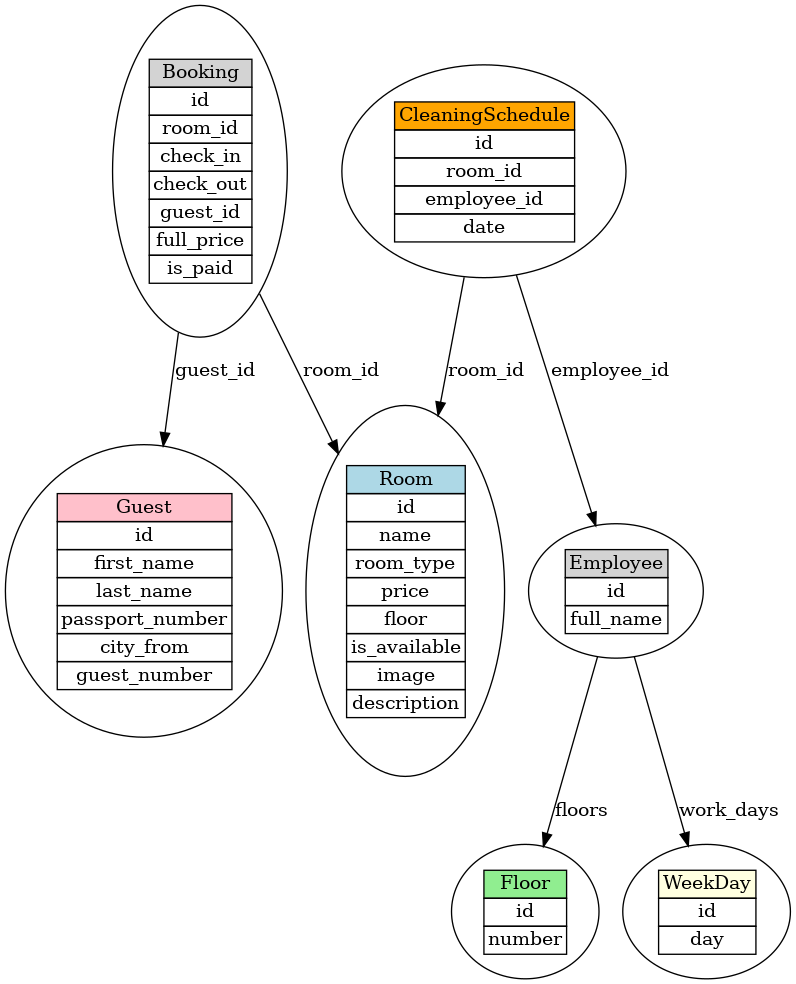 Booking
id
room_id
check_in
check_out
guest_id
full_price
is_paid
CleaningSchedule
id
room_id
employee_id
date
guest_id
room_id
room_id
employee_id
Guest
id
first_name
last_name
passport_number
city_from
guest_number
Room
id
name
room_type
price
floor
is_available
image
description
Employee
id
full_name
floors
work_days
Floor
id
number
WeekDay
id
day